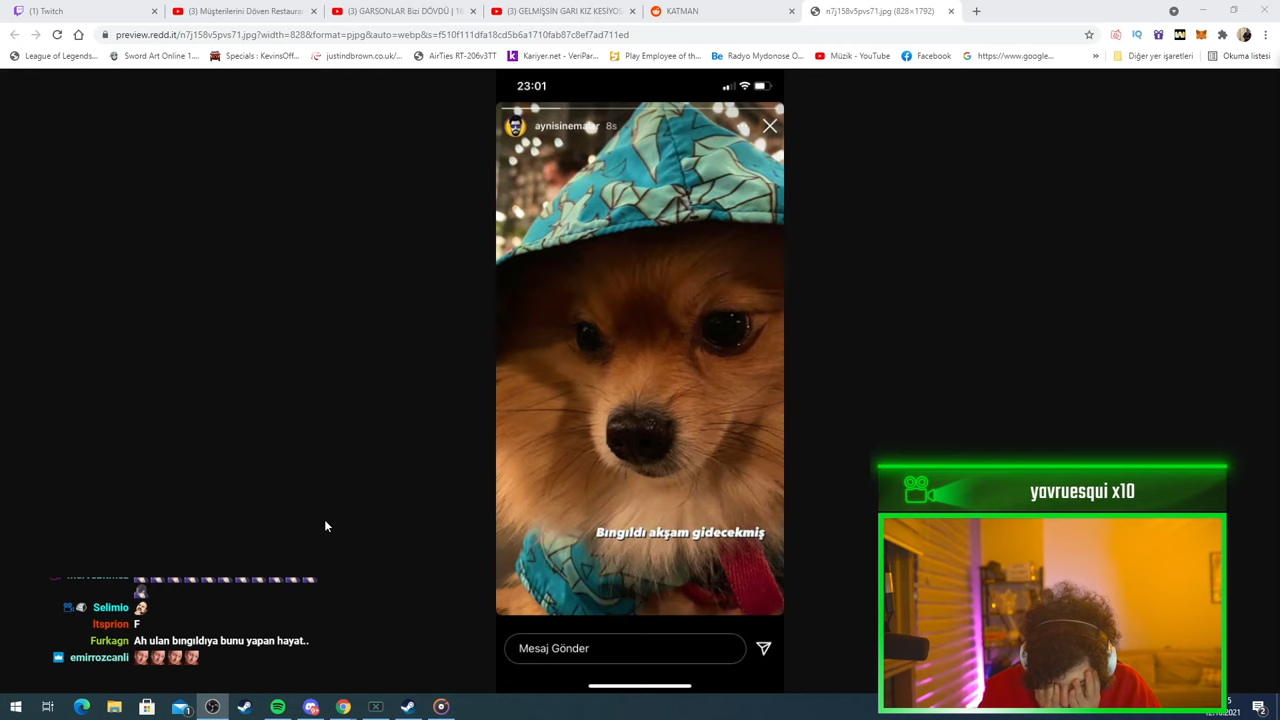 (1) Twitch
(3) Müşterilerini Döven Restaura
(3) GARSONLAR Bizi DÖVDÜ | 16
(3) GELMİŞSİN GARI KIZ KESİYOS
KATMAN
n7j158v5pvs71.jpg (828×1792)
preview.redd.it/n7j158v5pvs71.jpg?width=828&format=pjpg&auto=webp&s=f510f111dfa18cd5b6a1710fab87c8ef7ad711ed
League of Legends...
Sword Art Online 1...
Specials : KevinsOff...
justindbrown.co.uk/...
AirTies RT-206v3TT
Kariyer.net - VeriPar...
Play Employee of th...
Radyo Mydonose O...
Müzik - YouTube
Facebook
https://www.google...
Diğer yer işaretleri
Okuma listesi
23:01
8s
Bıngıldı akşam gidecekmiş
Mesaj Gönder
yavruesqui x10
Selimio
İtsprion F
Furkagn Ah ulan bıngıldıya bunu yapan hayat..
emirrozcanli